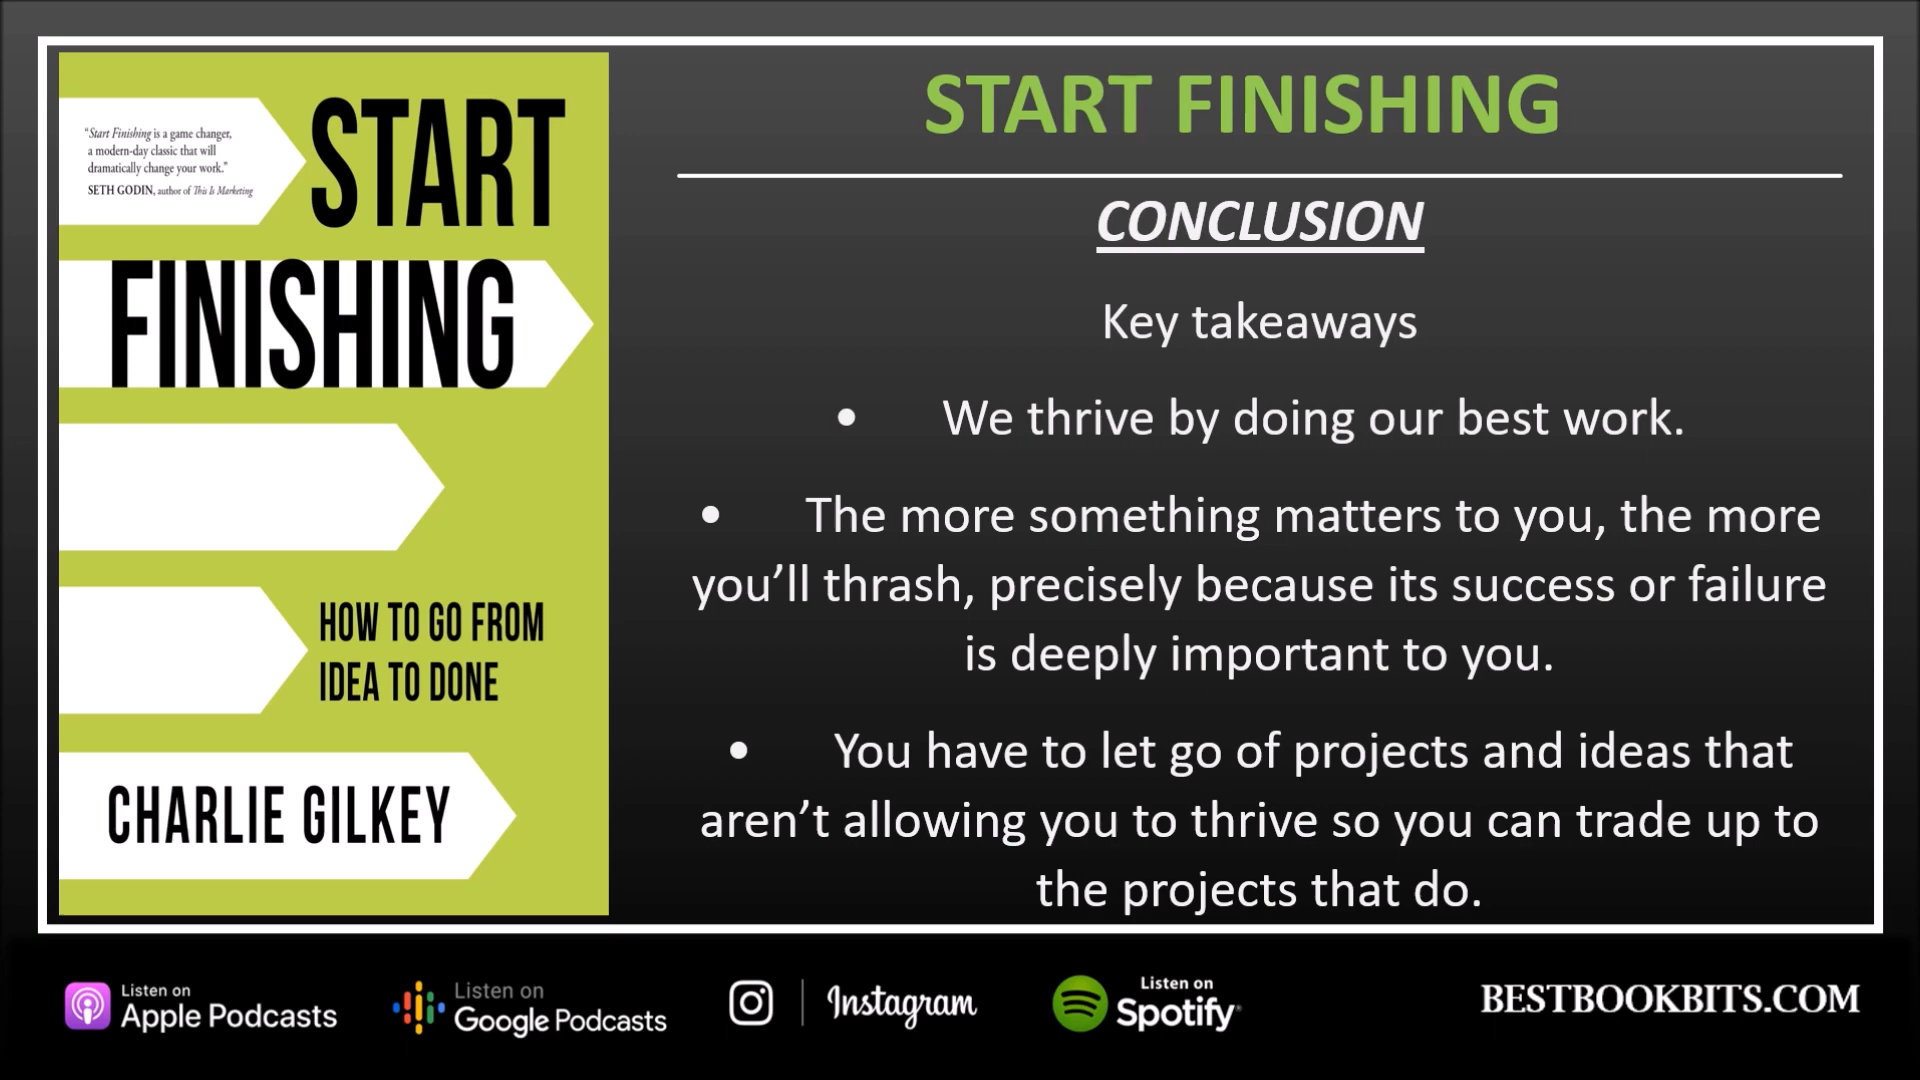 “Start Finishing is a game changer,
a modern-day classic that will
dramatically change your work.”
SETH GODIN, author of This Is Marketing
START
FINISHING
HOW TO GO FROM
IDEA TO DONE
CHARLIE GILKEY
START FINISHING
CONCLUSION
Key takeaways
• We thrive by doing our best work.
• The more something matters to you, the more
you’ll thrash, precisely because its success or failure
is deeply important to you.
• You have to let go of projects and ideas that
aren’t allowing you to thrive so you can trade up to
the projects that do.
Listen on
Apple Podcasts
Listen on
Google Podcasts
Instagram
Listen on
Spotify
BESTBOOKBITS.COM